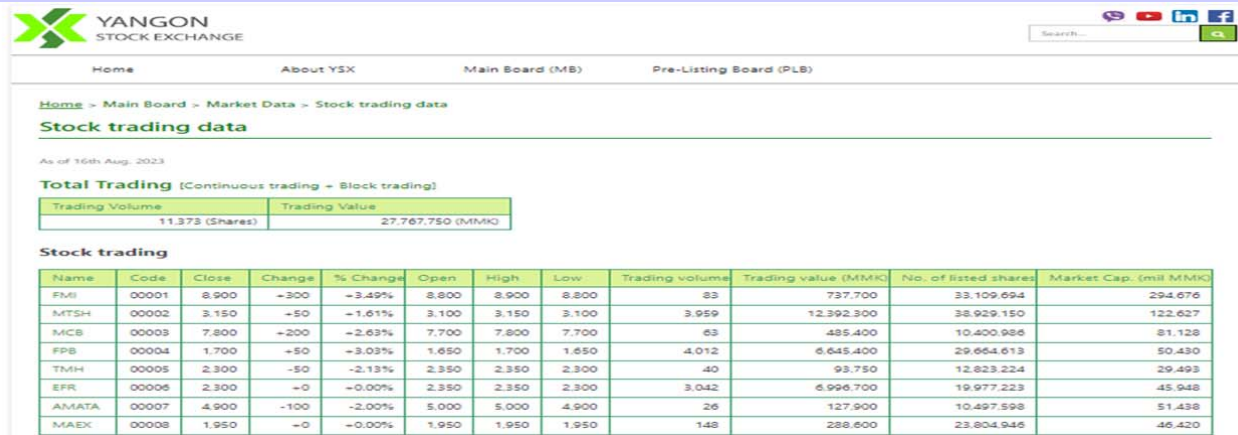 YANGON
STOCK EXCHANGE
in f
Search...
Home About YSX Main Board (MB) Pre-Listing Board (PLB)
Home > Main Board > Market Data > Stock trading data
Stock trading data
As of 16th Aug. 2023
Total Trading [Continuous trading + Block trading]
Trading Volume Trading Value
11,373 (Shares) 27,767,750 (MMK)
Stock trading
Name Code Close Change % Change Open High Low Trading volume Trading value (MMK) No. of listed shares Market Cap. (mil MMK)
FMI 00001 8,900 +300 +3.49% 8,800 8,900 8,800 83 737,700 33,109,694 294,676
MTSH 00002 3,150 +50 +1.61% 3,100 3,150 3,100 3,959 12,392,300 38,929,150 122,627
MCB 00003 7,800 +200 +2.63% 7,700 7,800 7,700 63 485,400 10,400,986 81,128
FPB 00004 1,700 +50 +3.03% 1,650 1,700 1,650 4,012 6,645,400 29,664,613 50,430
TMH 00005 2,300 -50 -2.13% 2,350 2,350 2,300 40 93,750 12,823,224 29,493
EFR 00006 2,300 +0 +0.00% 2,350 2,350 2,300 3,042 6,996,700 19,977,223 45,948
AMATA 00007 4,900 -100 -2.00% 5,000 5,000 4,900 26 127,900 10,497,598 51,438
MAEX 00008 1,950 +0 +0.00% 1,950 1,950 1,950 148 288,600 23,804,946 46,420